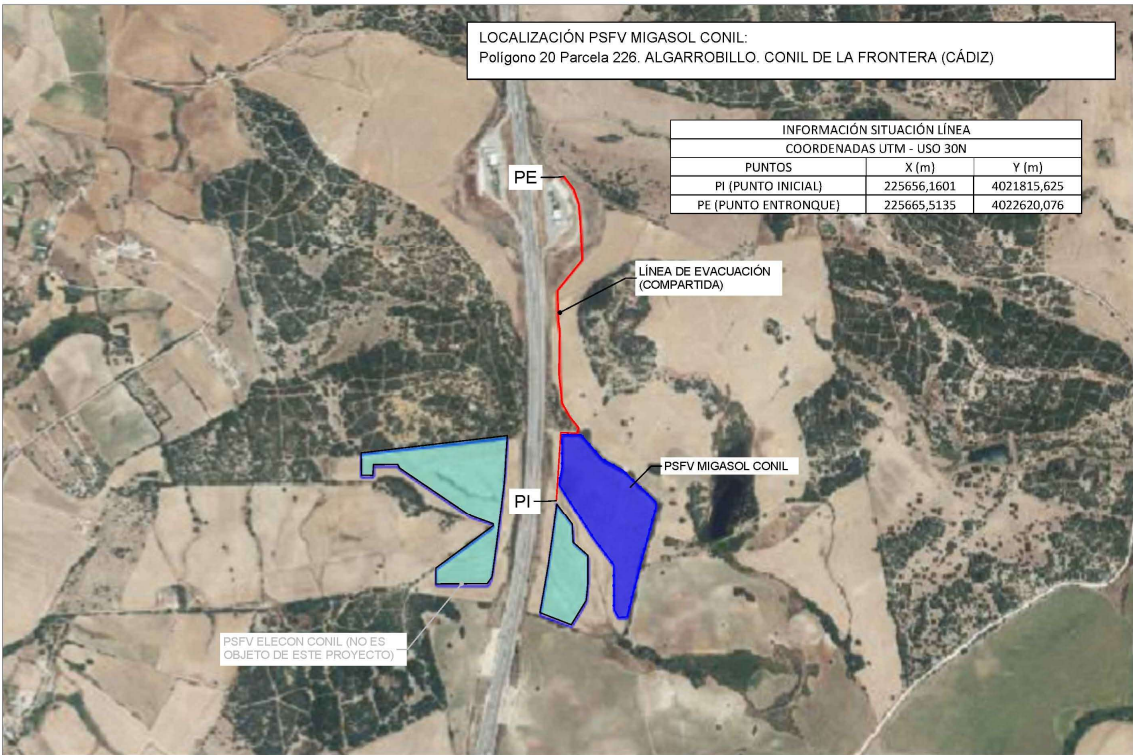 LOCALIZACIÓN PSFV MIGASOL CONIL:
Polígono 20 Parcela 226. ALGARROBILLO. CONIL DE LA FRONTERA (CÁDIZ)
INFORMACIÓN SITUACIÓN LÍNEA
COORDENADAS UTM - USO 30N
PUNTOS X (m) Y (m)
PI (PUNTO INICIAL) 225656,1601 4021815,625
PE (PUNTO ENTRONQUE) 225665,5135 4022620,076
PE
LÍNEA DE EVACUACIÓN
(COMPARTIDA)
PSFV MIGASOL CONIL
PI
PSFV ELECON CONIL (NO ES
OBJETO DE ESTE PROYECTO)